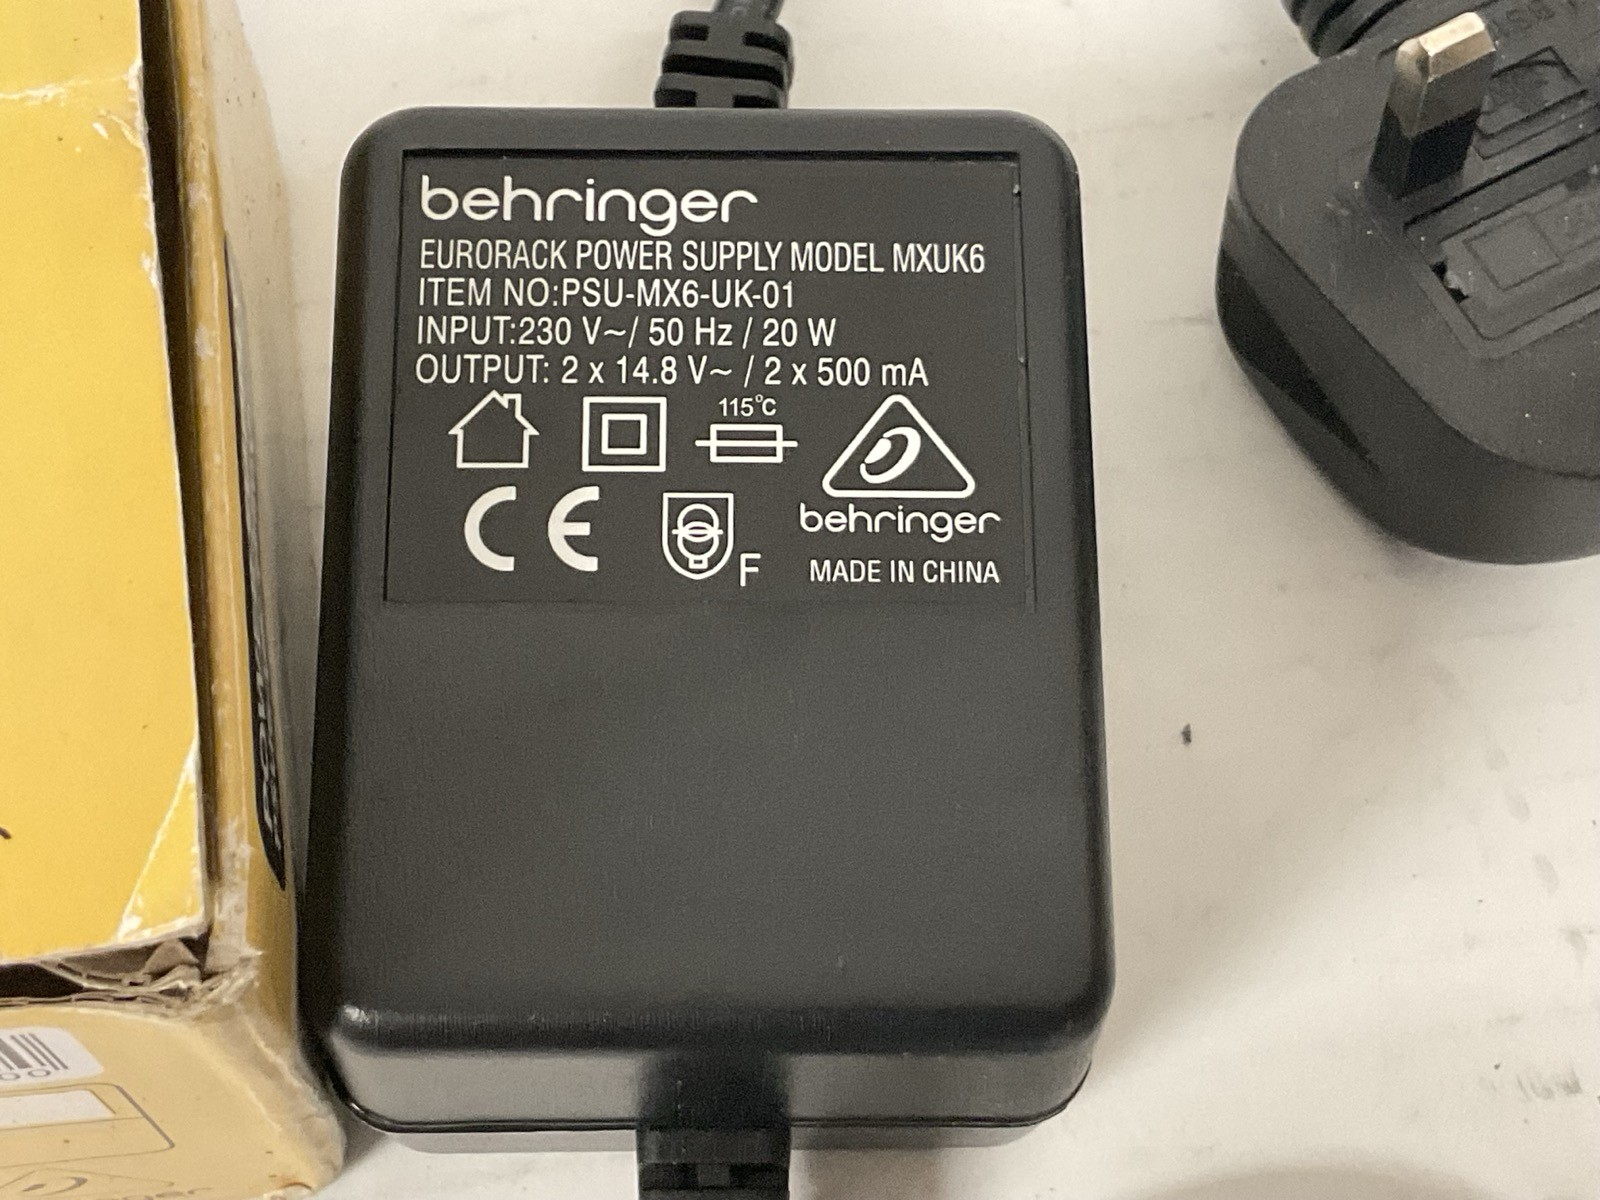 behringer
EURORACK POWER SUPPLY MODEL MXUK6
ITEM NO:PSU-MX6-UK-01
INPUT:230 V~/ 50 Hz / 20 W
OUTPUT: 2 x 14.8 V~ / 2 x 500 mA
115°C
CE
F
behringer
MADE IN CHINA